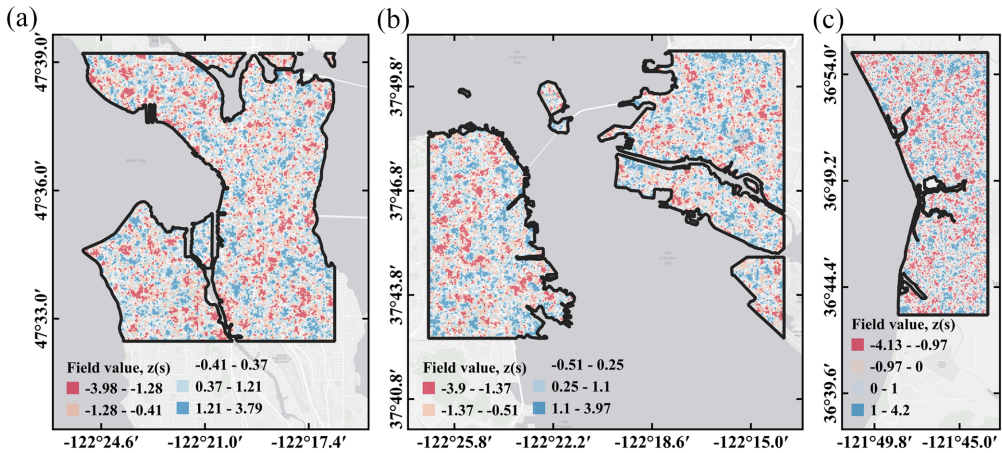 (a)
(b)
(c)
47°39.0′
47°36.0′
47°33.0′
Field value, z(s)
-3.98 - -1.28
-1.28 - -0.41
-0.41 - 0.37
0.37 - 1.21
1.21 - 3.79
-122°24.6′ -122°21.0′ -122°17.4′
37°49.8′
37°46.8′
37°43.8′
37°40.8′
Field value, z(s)
-3.9 - -1.37
-1.37 - -0.51
-0.51 - 0.25
0.25 - 1.1
1.1 - 3.97
-122°25.8′ -122°22.2′ -122°18.6′ -122°15.0′
36°54.0′
36°49.2′
36°44.4′
36°39.6′
Field value, z(s)
-4.13 - -0.97
-0.97 - 0
0 - 1
1 - 4.2
-121°49.8′ -121°45.0′